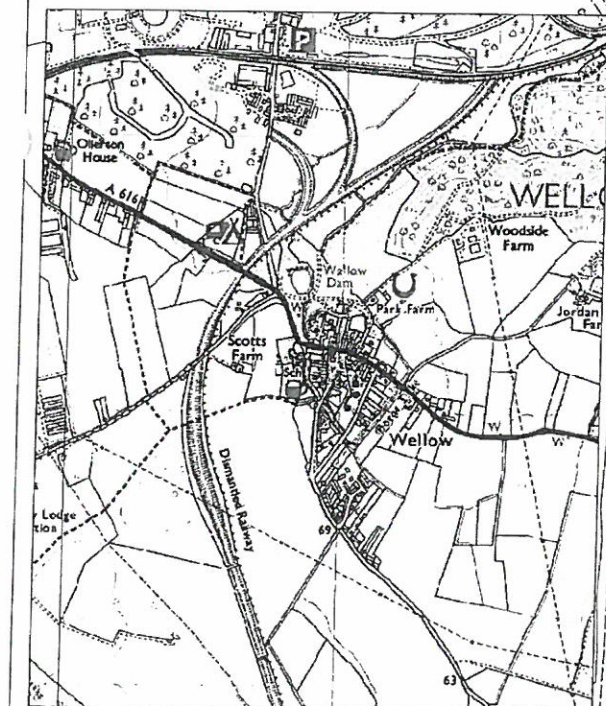 P
Ollerton
House
A 616
WELL
Woodside
Farm
Wellow
Dam
W
Park Farm
Jordan
Far
Scotts
Farm
Sch
Wellow
W
W
Dismantled Railway
y Lodge
tion
69
63